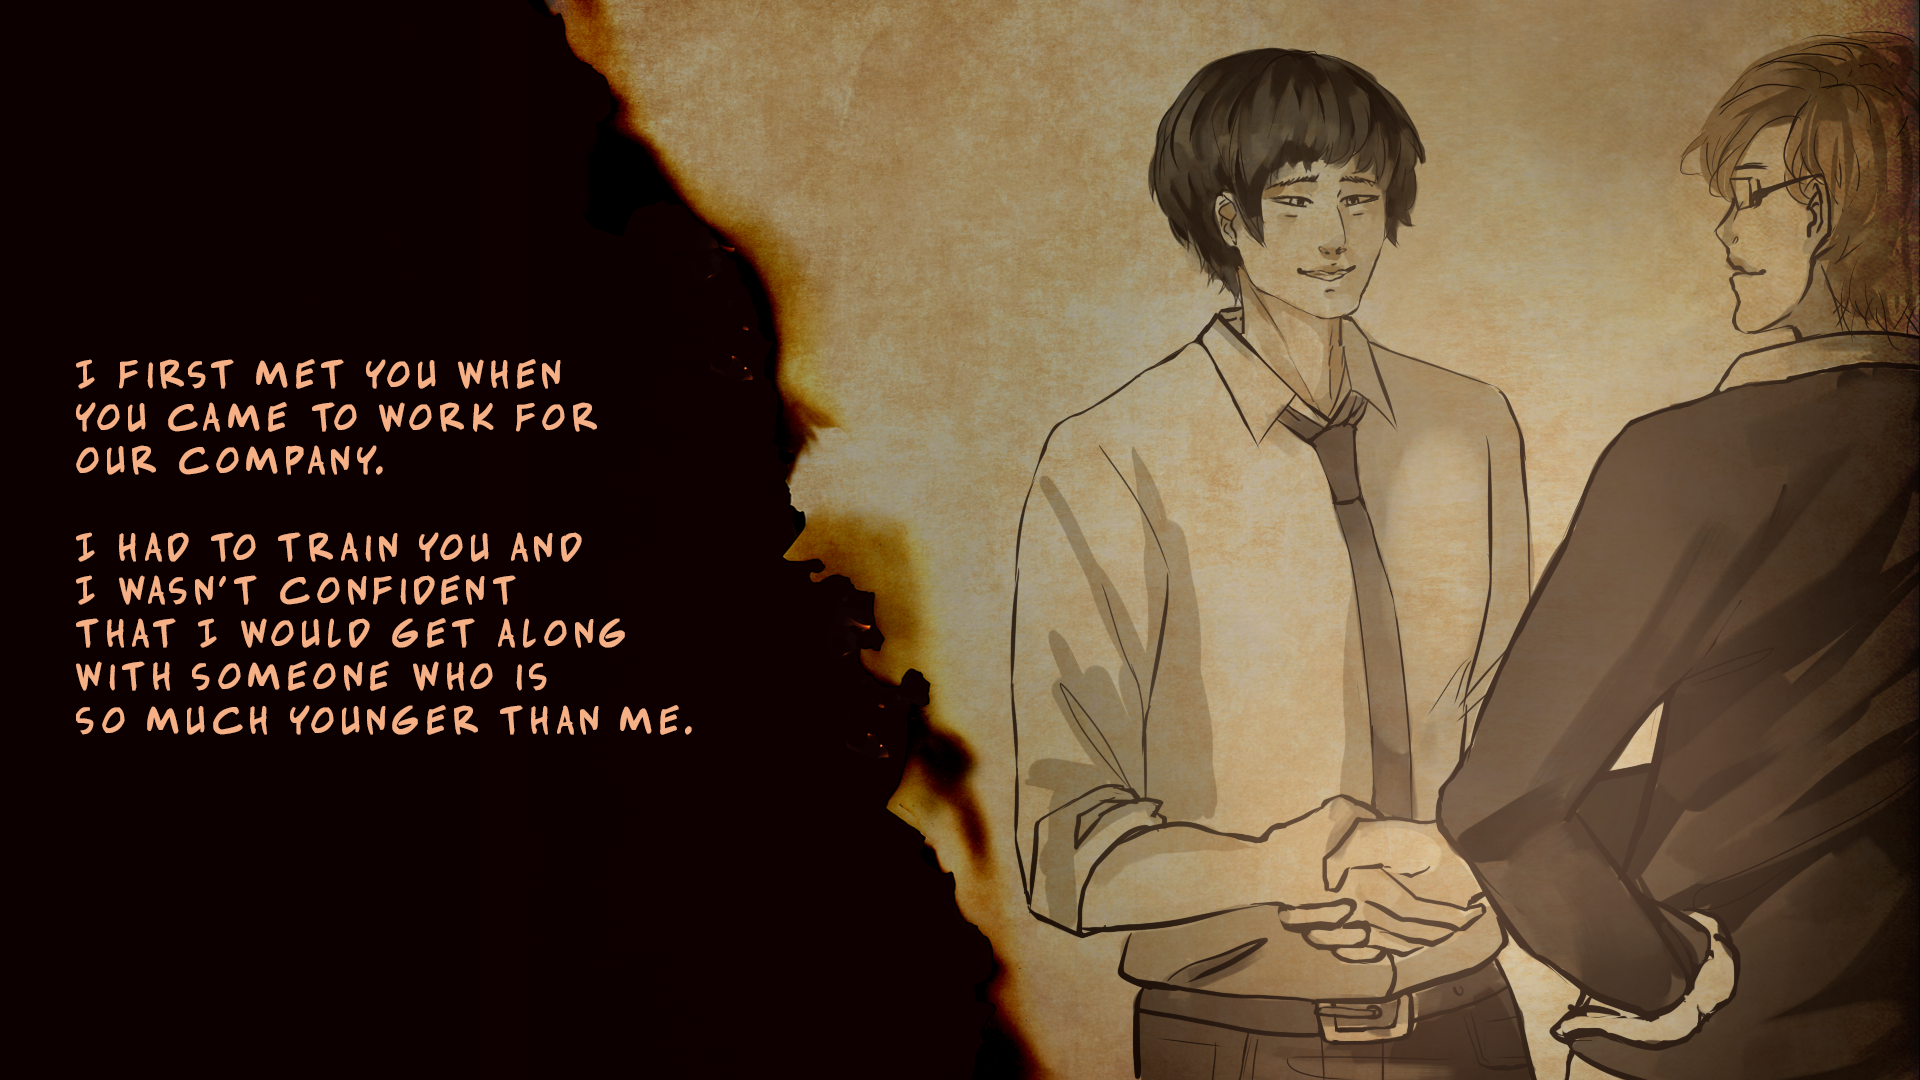 I FIRST MET YOU WHEN
YOU CAME TO WORK FOR
OUR COMPANY.
I HAD TO TRAIN YOU AND
I WASN'T CONFIDENT
THAT I WOULD GET ALONG
WITH SOMEONE WHO IS
SO MUCH YOUNGER THAN ME.